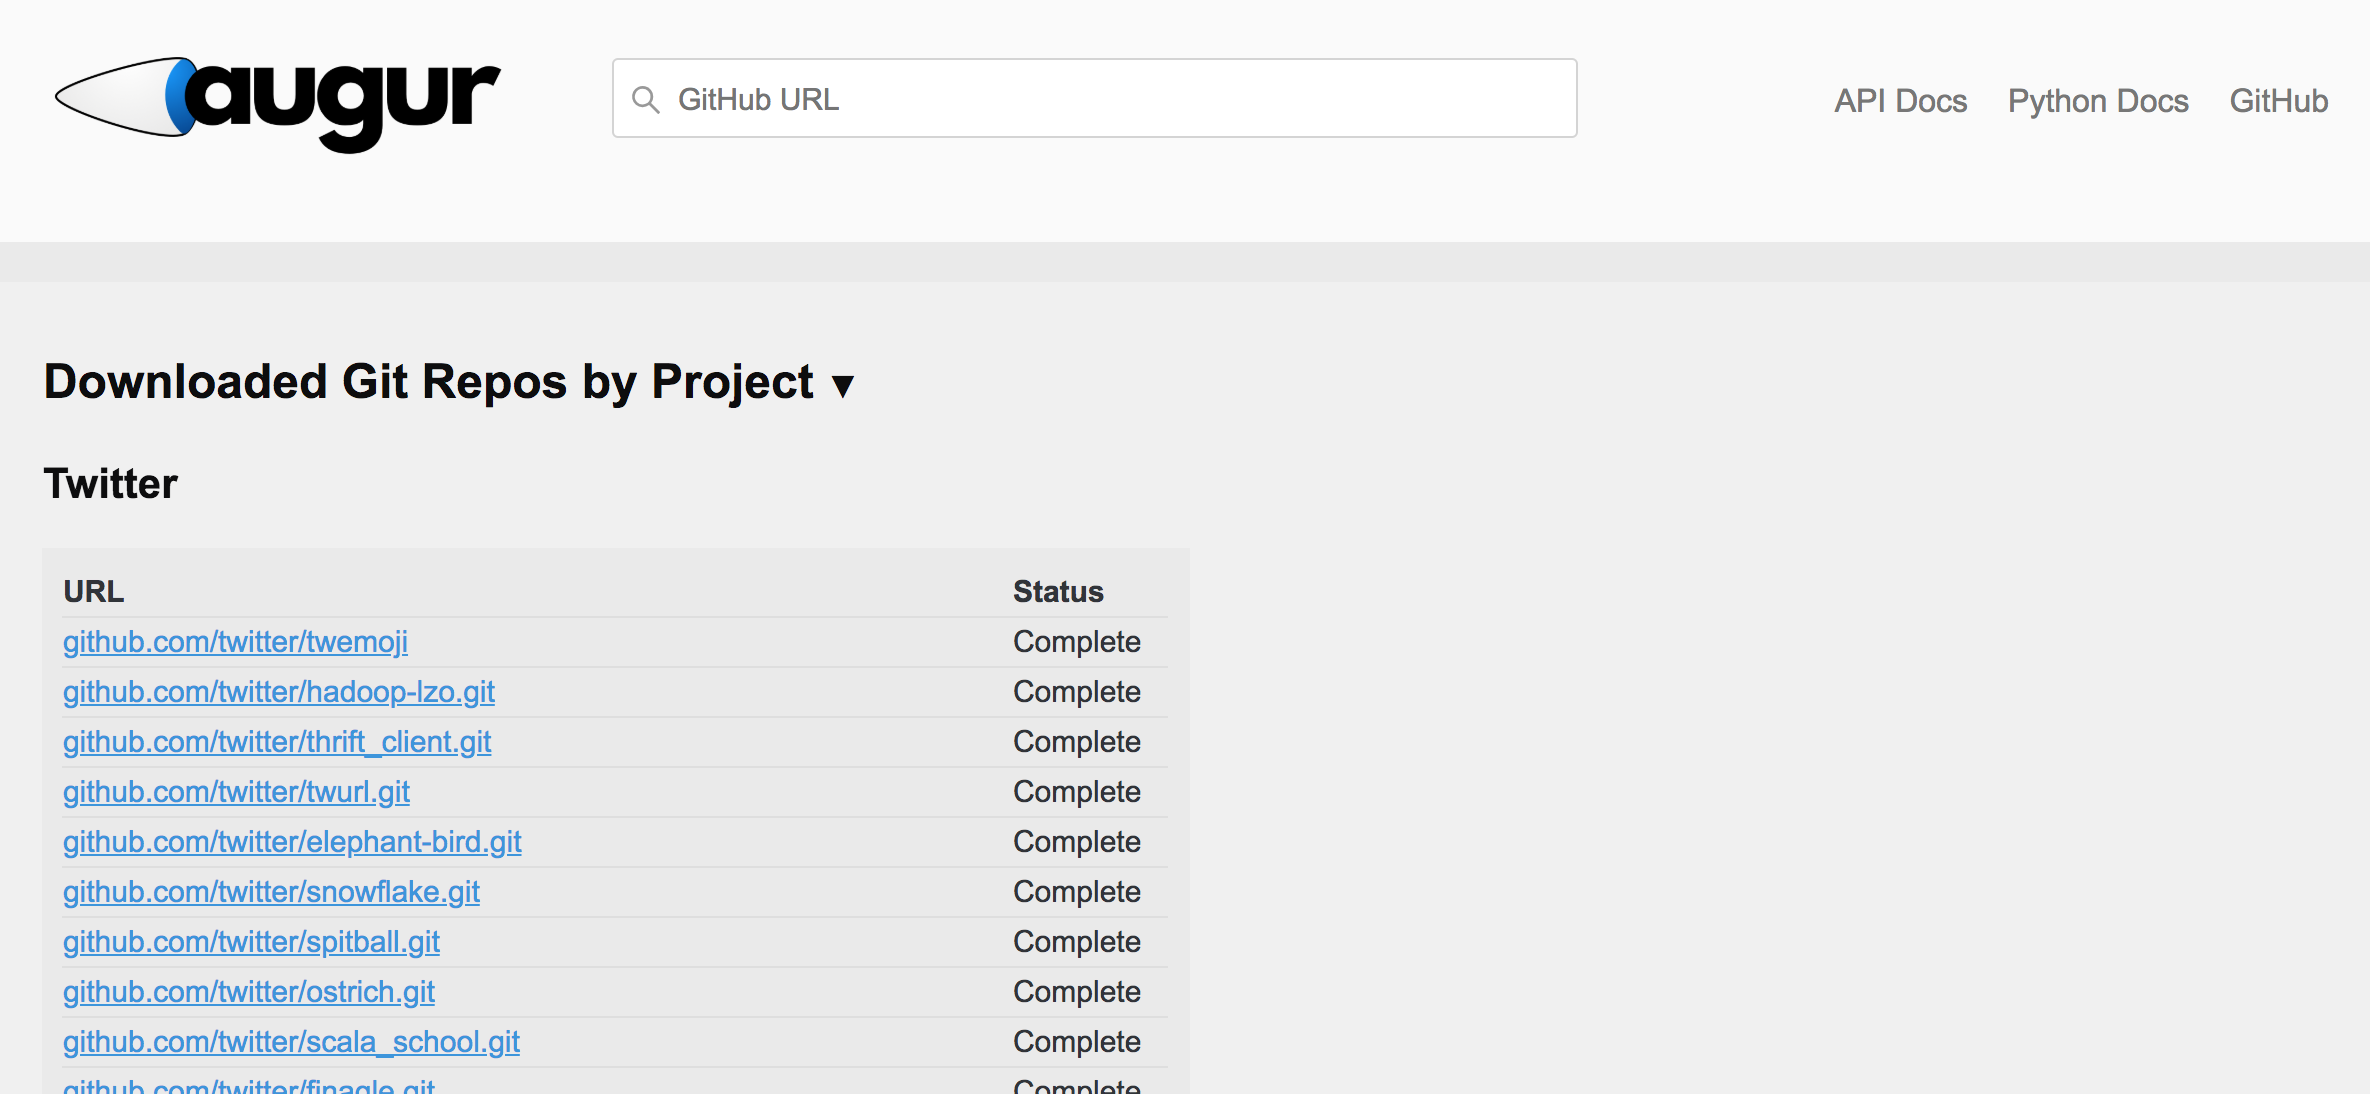 augur
GitHub URL
API Docs Python Docs GitHub
Downloaded Git Repos by Project ▼
Twitter
URL Status
github.com/twitter/twemoji Complete
github.com/twitter/hadoop-lzo.git Complete
github.com/twitter/thrift_client.git Complete
github.com/twitter/twurl.git Complete
github.com/twitter/elephant-bird.git Complete
github.com/twitter/snowflake.git Complete
github.com/twitter/spitball.git Complete
github.com/twitter/ostrich.git Complete
github.com/twitter/scala_school.git Complete
github.com/twitter/finagle.git Complete